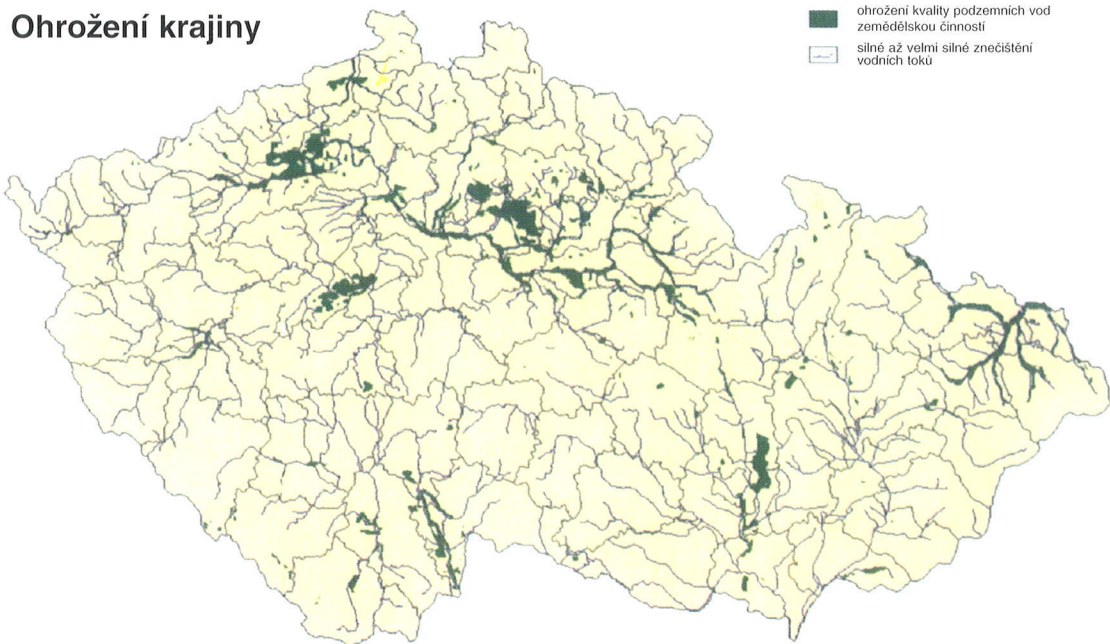 Ohrožení krajiny
ohrožení kvality podzemních vod
zemědělskou činností
silné až velmi silné znečištění
vodních toků